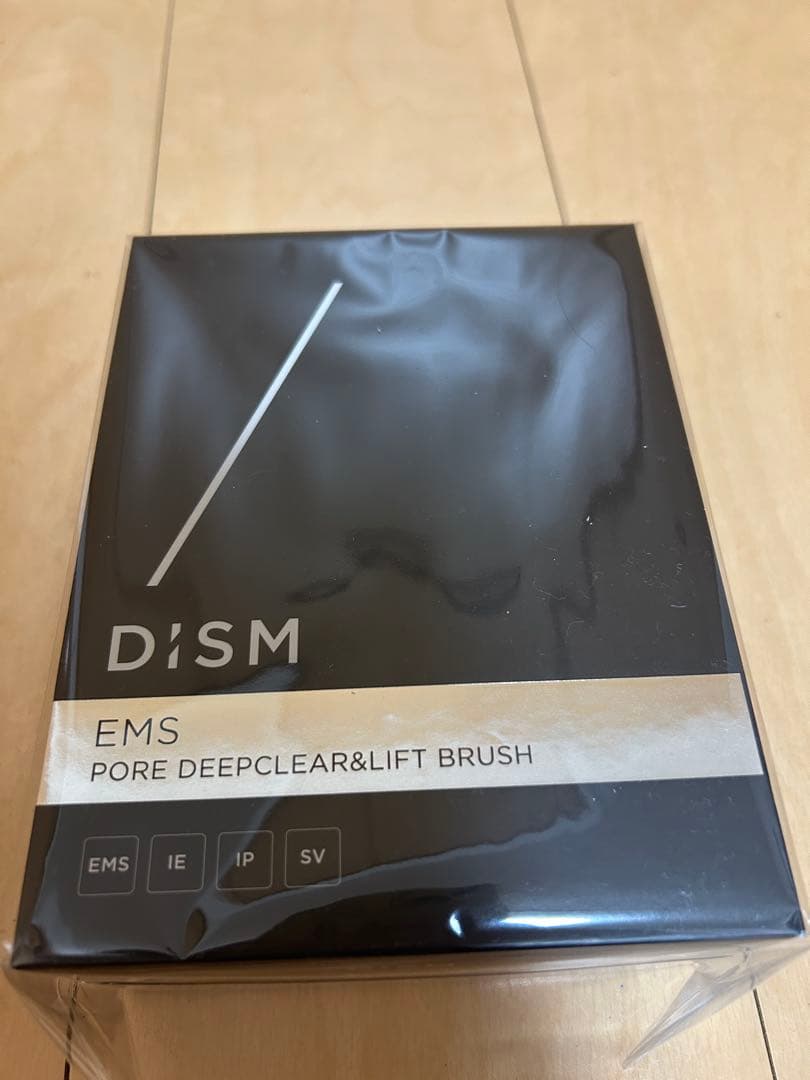 DISM
EMS
PORE DEEPCLEAR&LIFT BRUSH
EMS IE IP SV